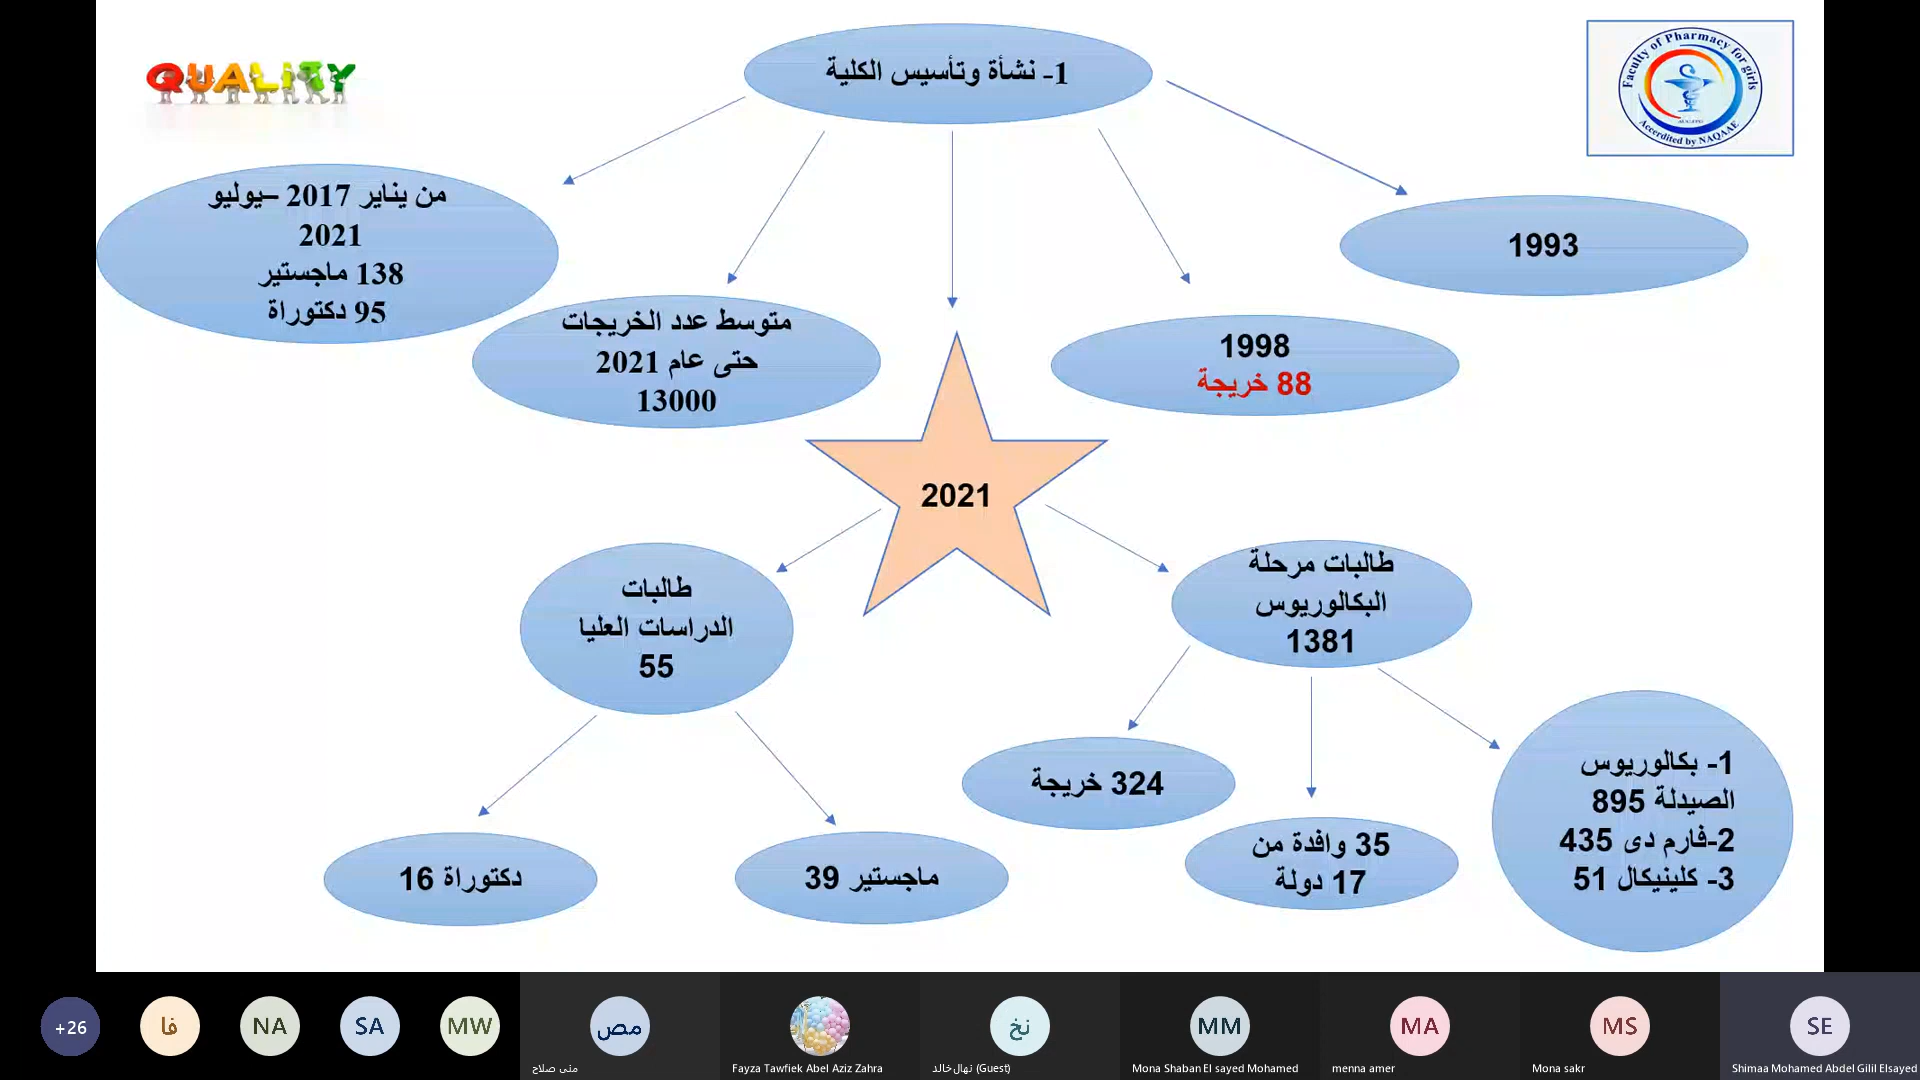 QUALITY
1- نشأة وتأسيس الكلية
Faculty of Pharmacy for girls
Accredited by NAQAAE
1993
1998
88 خريجة
متوسط عدد الخريجات
حتى عام 2021
13000
من يناير 2017 –يوليو
2021
138 ماجستير
95 دكتوراة
2021
طالبات مرحلة
البكالوريوس
1381
طالبات
الدراسات العليا
55
1- بكالوريوس
الصيدلة 895
2-فارم دى 435
3- كلينيكال 51
35 وافدة من
17 دولة
324 خريجة
ماجستير 39
دكتوراة 16
+26
فا
NA
SA
MW
مص
منى صلاح
Fayza Tawfiek Abel Aziz Zahra
نخ
نهال خالد (Guest)
MM
Mona Shaban El sayed Mohamed
MA
menna amer
MS
Mona sakr
SE
Shimaa Mohamed Abdel Gilil Elsayed